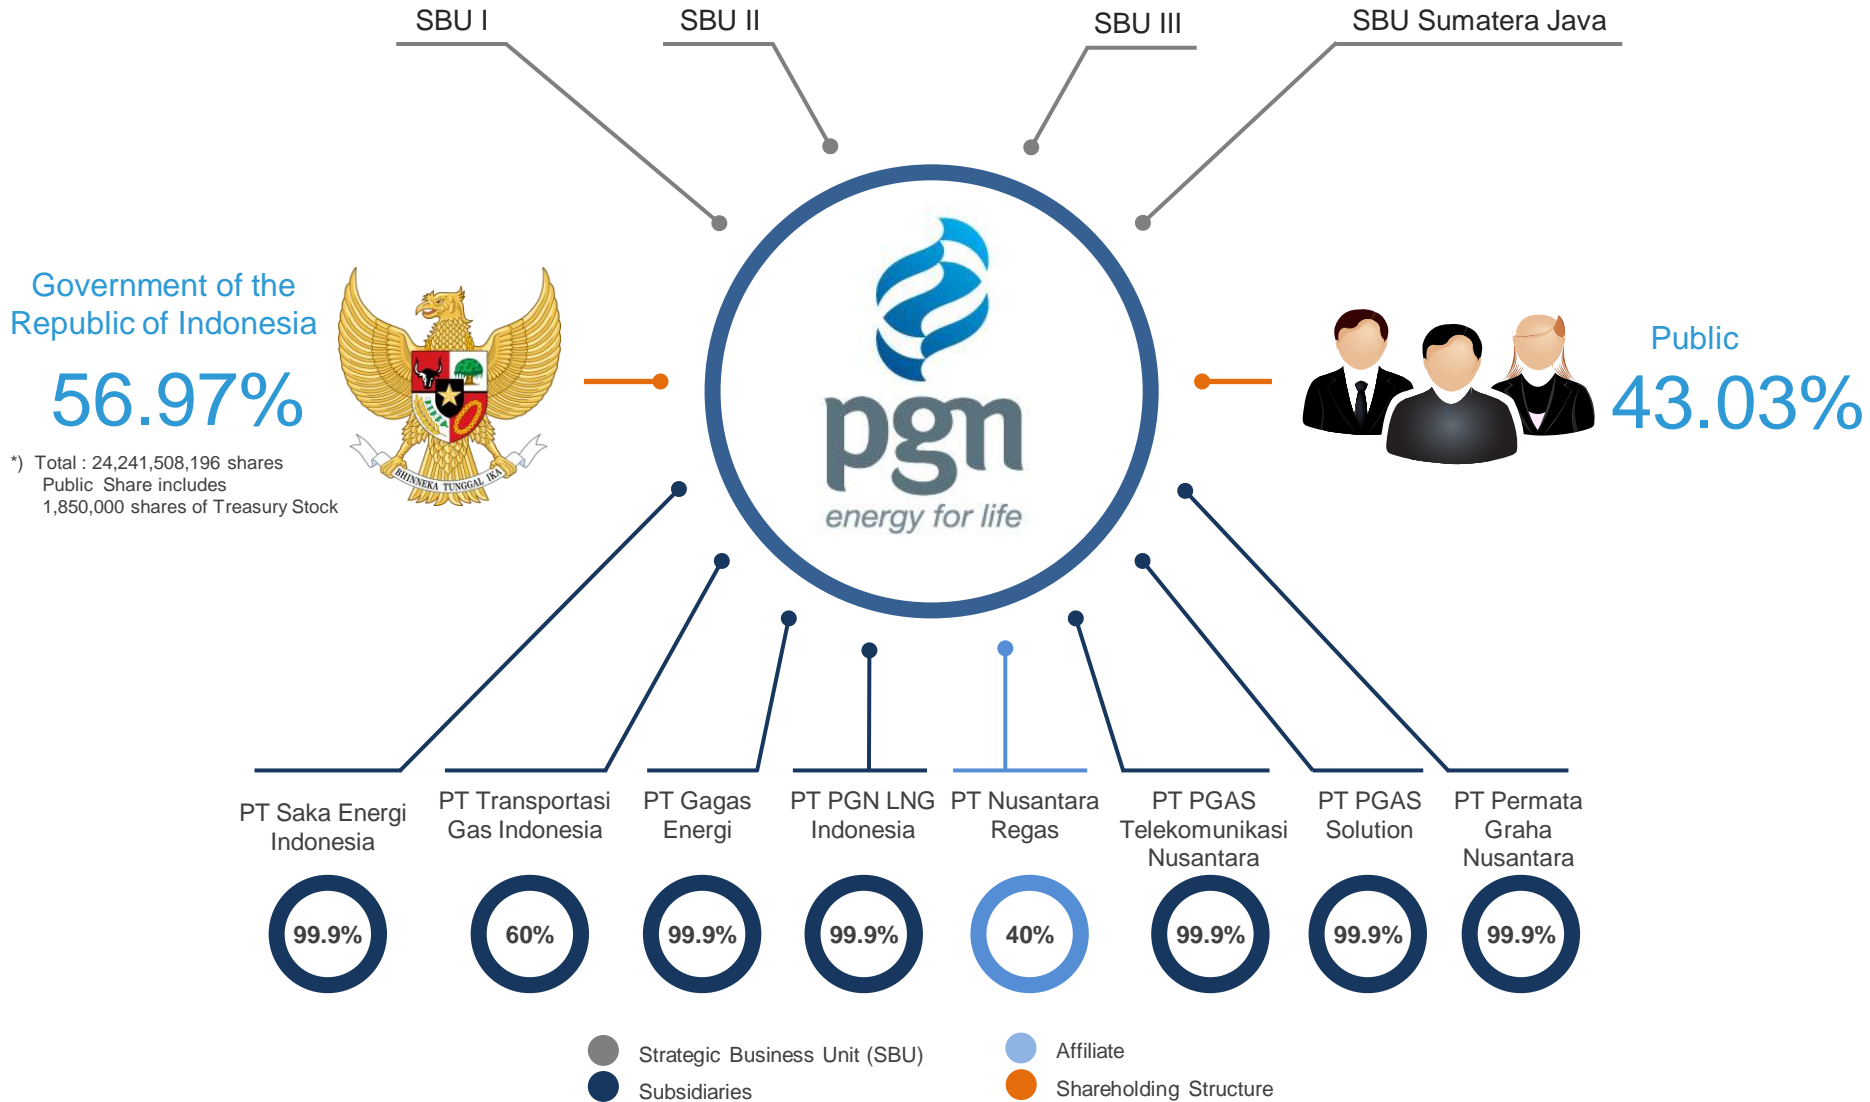 SBU I
SBU II
SBU III
SBU Sumatera Java
Government of the
Republic of Indonesia
56.97%
*) Total : 24,241,508,196 shares
Public Share includes
1,850,000 shares of Treasury Stock
BHINNEKA TUNGGAL IKA
pgn
energy for life
Public
43.03%
PT Saka Energi
Indonesia
99.9%
PT Transportasi
Gas Indonesia
60%
PT Gagas
Energi
99.9%
PT PGN LNG
Indonesia
99.9%
PT Nusantara
Regas
40%
PT PGAS
Telekomunikasi
Nusantara
99.9%
PT PGAS
Solution
99.9%
PT Permata
Graha
Nusantara
99.9%
Strategic Business Unit (SBU)
Subsidiaries
Affiliate
Shareholding Structure